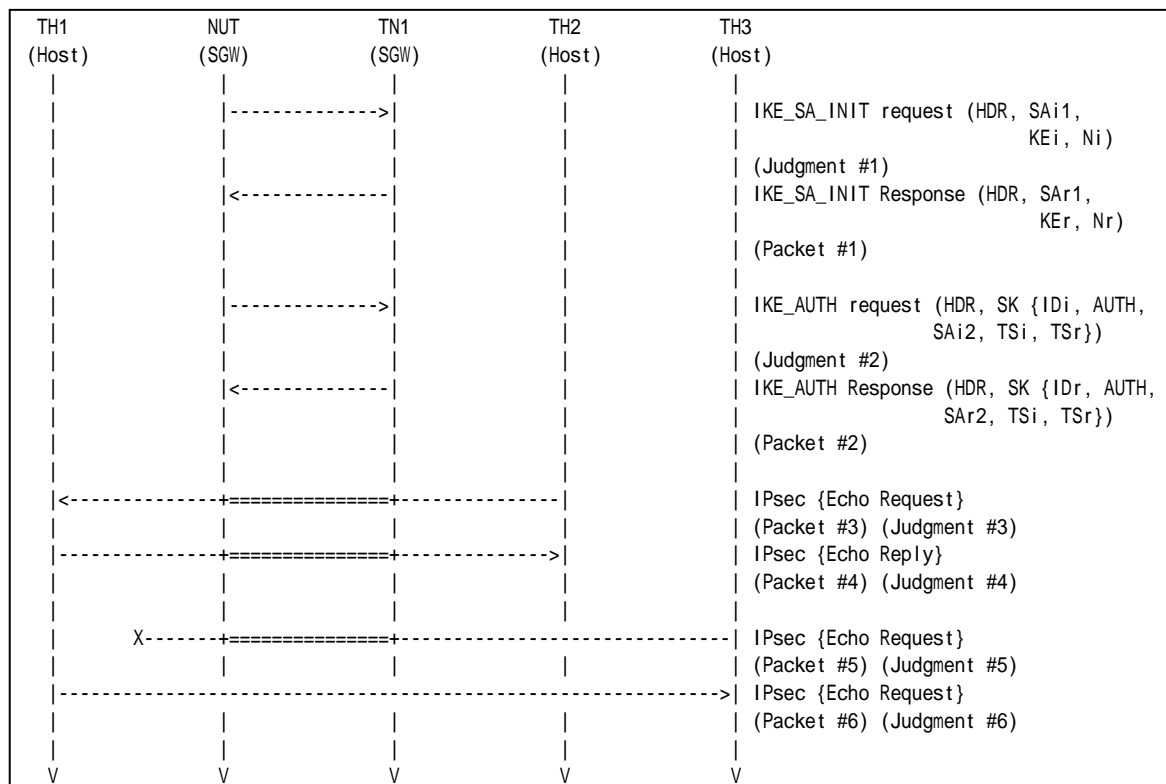 TH1 NUT TN1 TH2 TH3
(Host) (SGW) (SGW) (Host) (Host)
| | | | |
| | | | |
| |-------------->| | | IKE_SA_INIT request (HDR, SAi1,
| | | | | KEi, Ni)
| | | | | (Judgment #1)
| |<--------------| | | IKE_SA_INIT Response (HDR, SAr1,
| | | | | KEr, Nr)
| | | | | (Packet #1)
| | | | |
| |-------------->| | | IKE_AUTH request (HDR, SK {IDi, AUTH,
| | | | | SAi2, TSi, TSr})
| | | | | (Judgment #2)
| |<--------------| | | IKE_AUTH Response (HDR, SK {IDr, AUTH,
| | | | | SAr2, TSi, TSr})
| | | | | (Packet #2)
| | | | |
|<--------------+===============+---------------| | IPsec {Echo Request}
| | | | | (Packet #3) (Judgment #3)
|---------------+===============+-------------->| | IPsec {Echo Reply}
| | | | | (Packet #4) (Judgment #4)
| | | | |
| X-------+===============+-------------------------------| IPsec {Echo Request}
| | | | | (Packet #5) (Judgment #5)
|-------------------------------------------------------------->| IPsec {Echo Request}
| | | | | (Packet #6) (Judgment #6)
| | | | |
V V V V V